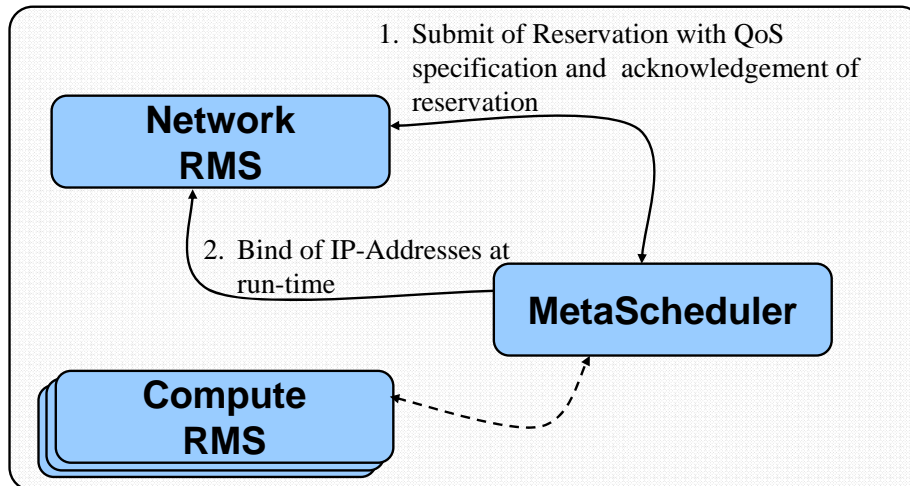 1. Submit of Reservation with QoS
specification and acknowledgement of
reservation
Network
RMS
2. Bind of IP-Addresses at
run-time
MetaScheduler
Compute
RMS